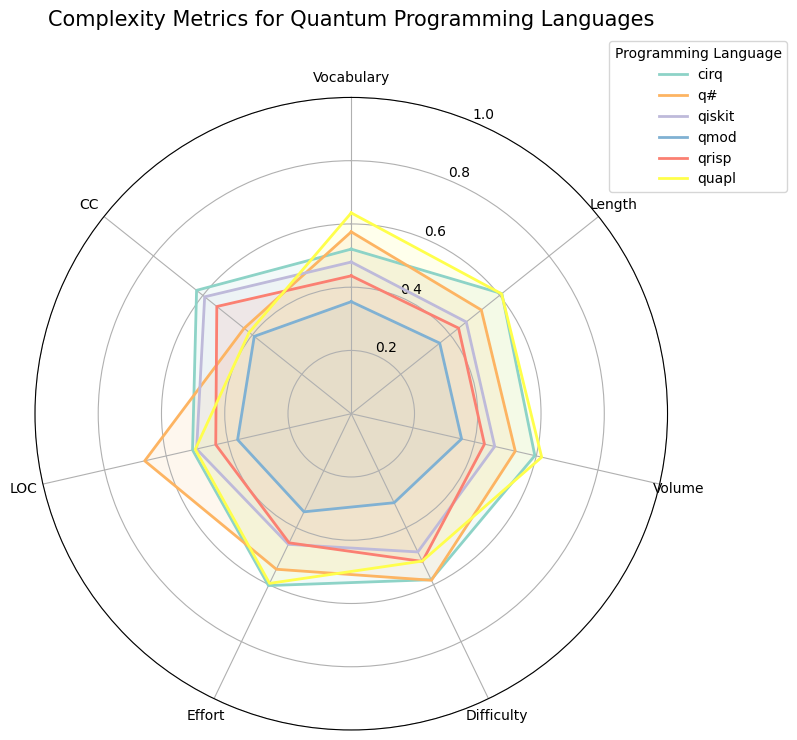 Complexity Metrics for Quantum Programming Languages
Programming Language
cirq
q#
qiskit
qmod
qrisp
quapl
Vocabulary
1.0
0.8
0.6
0.4
0.2
CC
Length
LOC
Volume
Effort
Difficulty